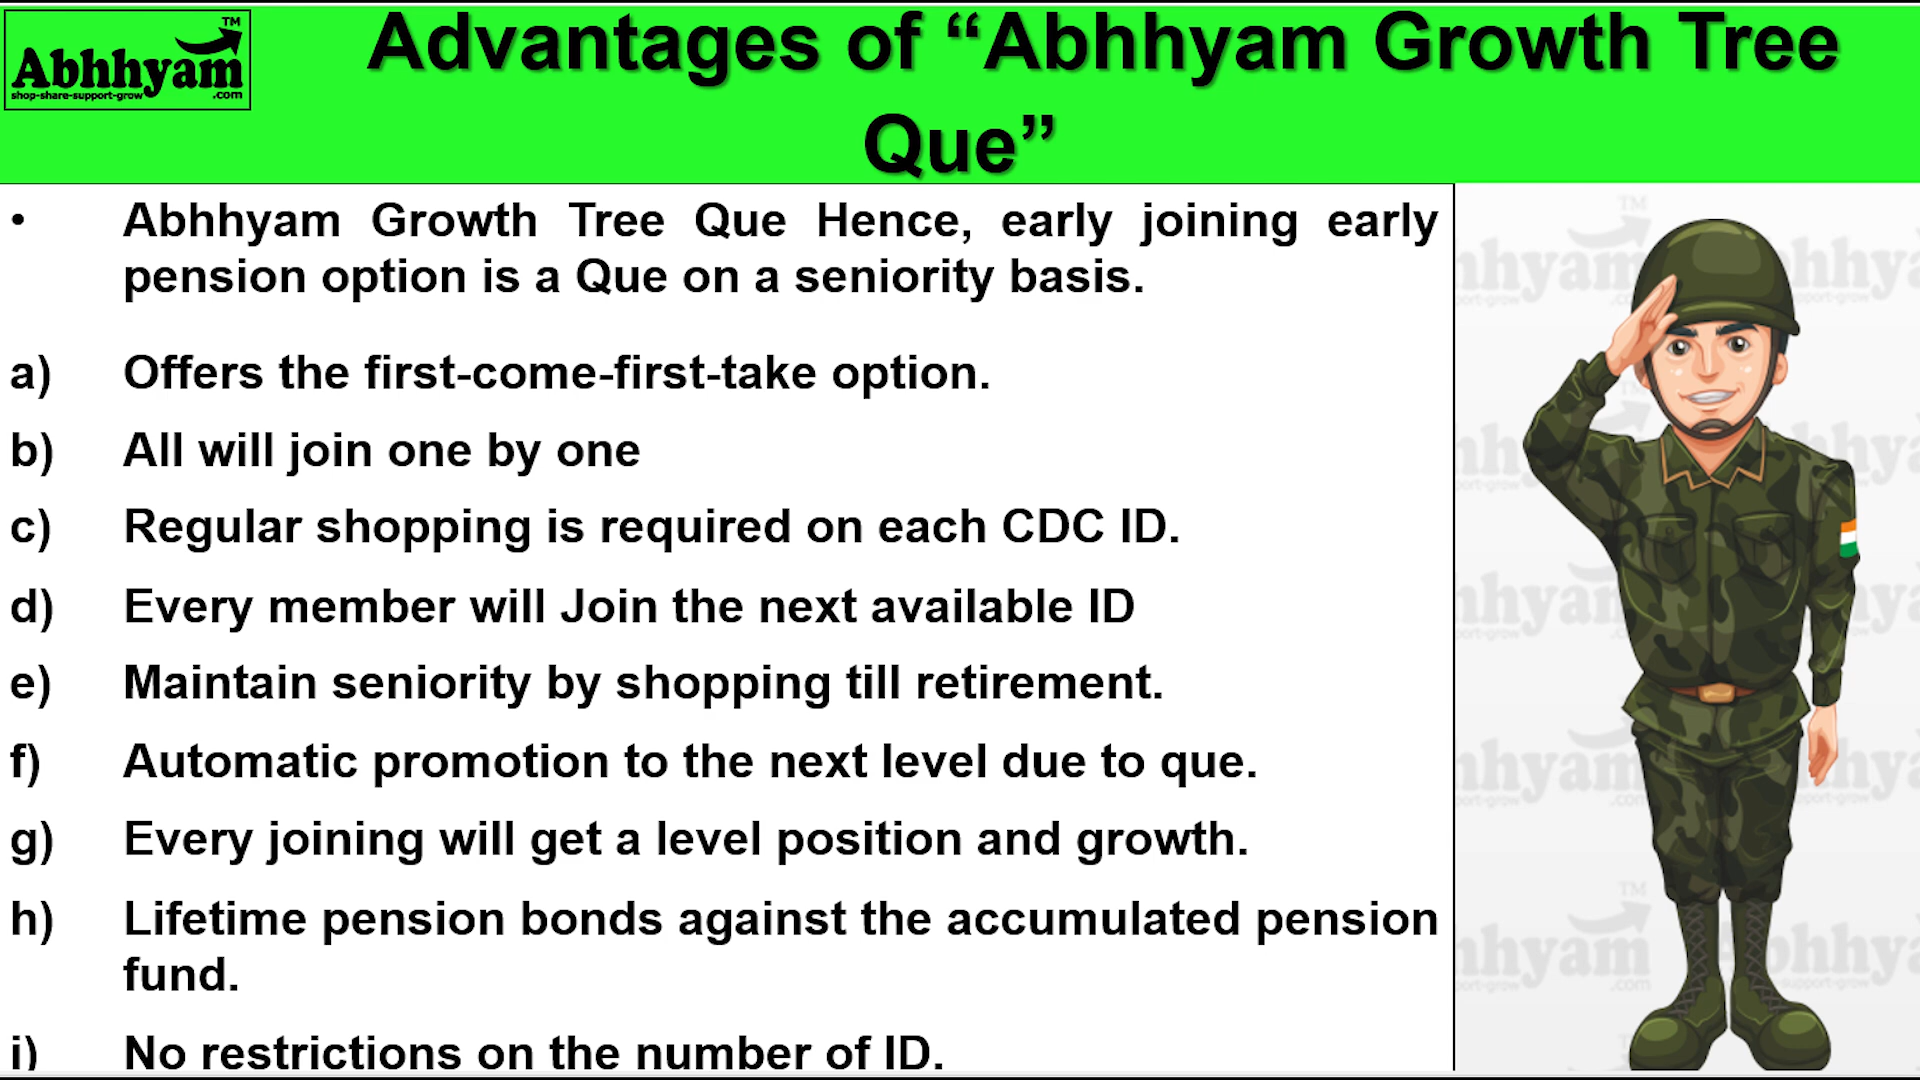 TM
Abhhyam
shop-share-support-grow .com
Advantages of “Abhhyam Growth Tree
Que”
• Abhhyam Growth Tree Que Hence, early joining early
pension option is a Que on a seniority basis.
a) Offers the first-come-first-take option.
b) All will join one by one
c) Regular shopping is required on each CDC ID.
d) Every member will Join the next available ID
e) Maintain seniority by shopping till retirement.
f) Automatic promotion to the next level due to que.
g) Every joining will get a level position and growth.
h) Lifetime pension bonds against the accumulated pension
fund.
i) No restrictions on the number of ID.